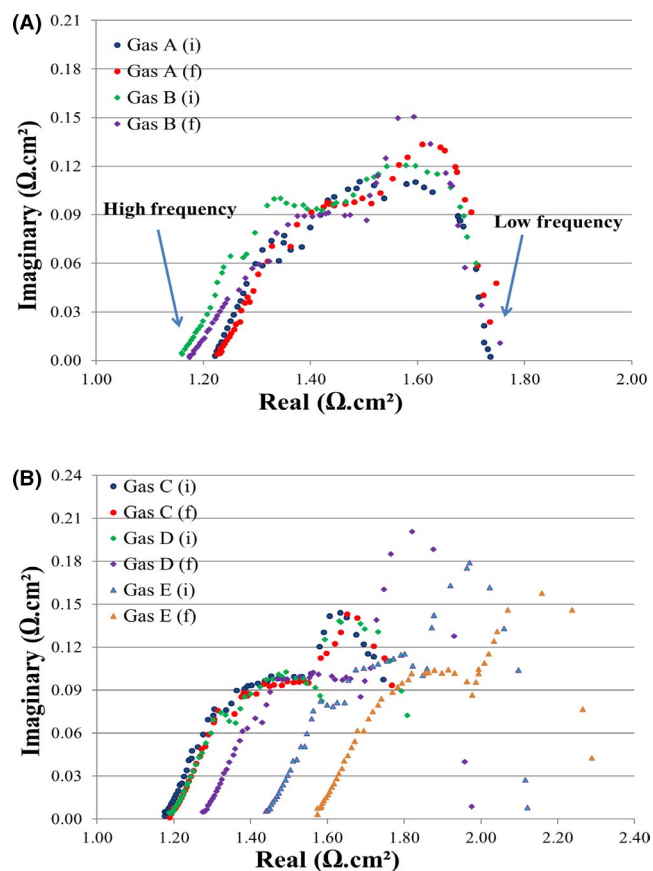 (A)
0.21
0.18
0.15
0.12
0.09
0.06
0.03
0.00
Imaginary (Ω.cm²)
Gas A (i)
Gas A (f)
Gas B (i)
Gas B (f)
High frequency
Low frequency
1.00 1.20 1.40 1.60 1.80 2.00
Real (Ω.cm²)
(B)
0.24
0.21
0.18
0.15
0.12
0.09
0.06
0.03
0.00
Imaginary (Ω.cm²)
Gas C (i)
Gas C (f)
Gas D (i)
Gas D (f)
Gas E (i)
Gas E (f)
1.00 1.20 1.40 1.60 1.80 2.00 2.20 2.40
Real (Ω.cm²)